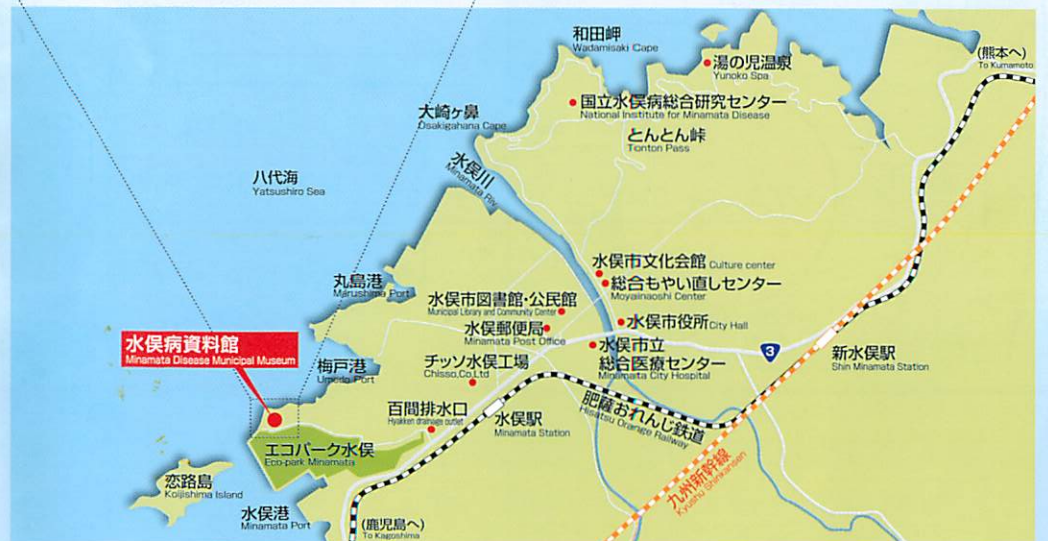 和田岬
Wadamisaki Cape
湯の児温泉
Yunoko Spa
(熊本へ)
To Kumamoto
国立水俣病総合研究センター
National Institute for Minamata Disease
大崎ヶ鼻
Osakigahana Cape
とんとん峠
Tonton Pass
水俣川
Minamata Riv.
八代海
Yatsushiro Sea
水俣市文化会館 Culture center
総合もやい直しセンター
Moyainaoshi Center
丸島港
Marushima Port
水俣市図書館・公民館
Municipal Library and Community Center
水俣市役所 City Hall
水俣郵便局
Minamata Post Office
水俣病資料館
Minamata Disease Municipal Museum
水俣市立
総合医療センター
Minamata City Hospital
3
新水俣駅
Shin Minamata Station
梅戸港
Umedo Port
チッソ水俣工場
Chisso,Co,Ltd
百間排水口
Hyakken drainage outlet
水俣駅
Minamata Station
肥薩おれんじ鉄道
Hisatsu Orange Railway
エコパーク水俣
Eco-park Minamata
九州新幹線
Kyushu Shinkansen
恋路島
Koijishima Island
水俣港
Minamata Port
(鹿児島へ)
To Kagoshima